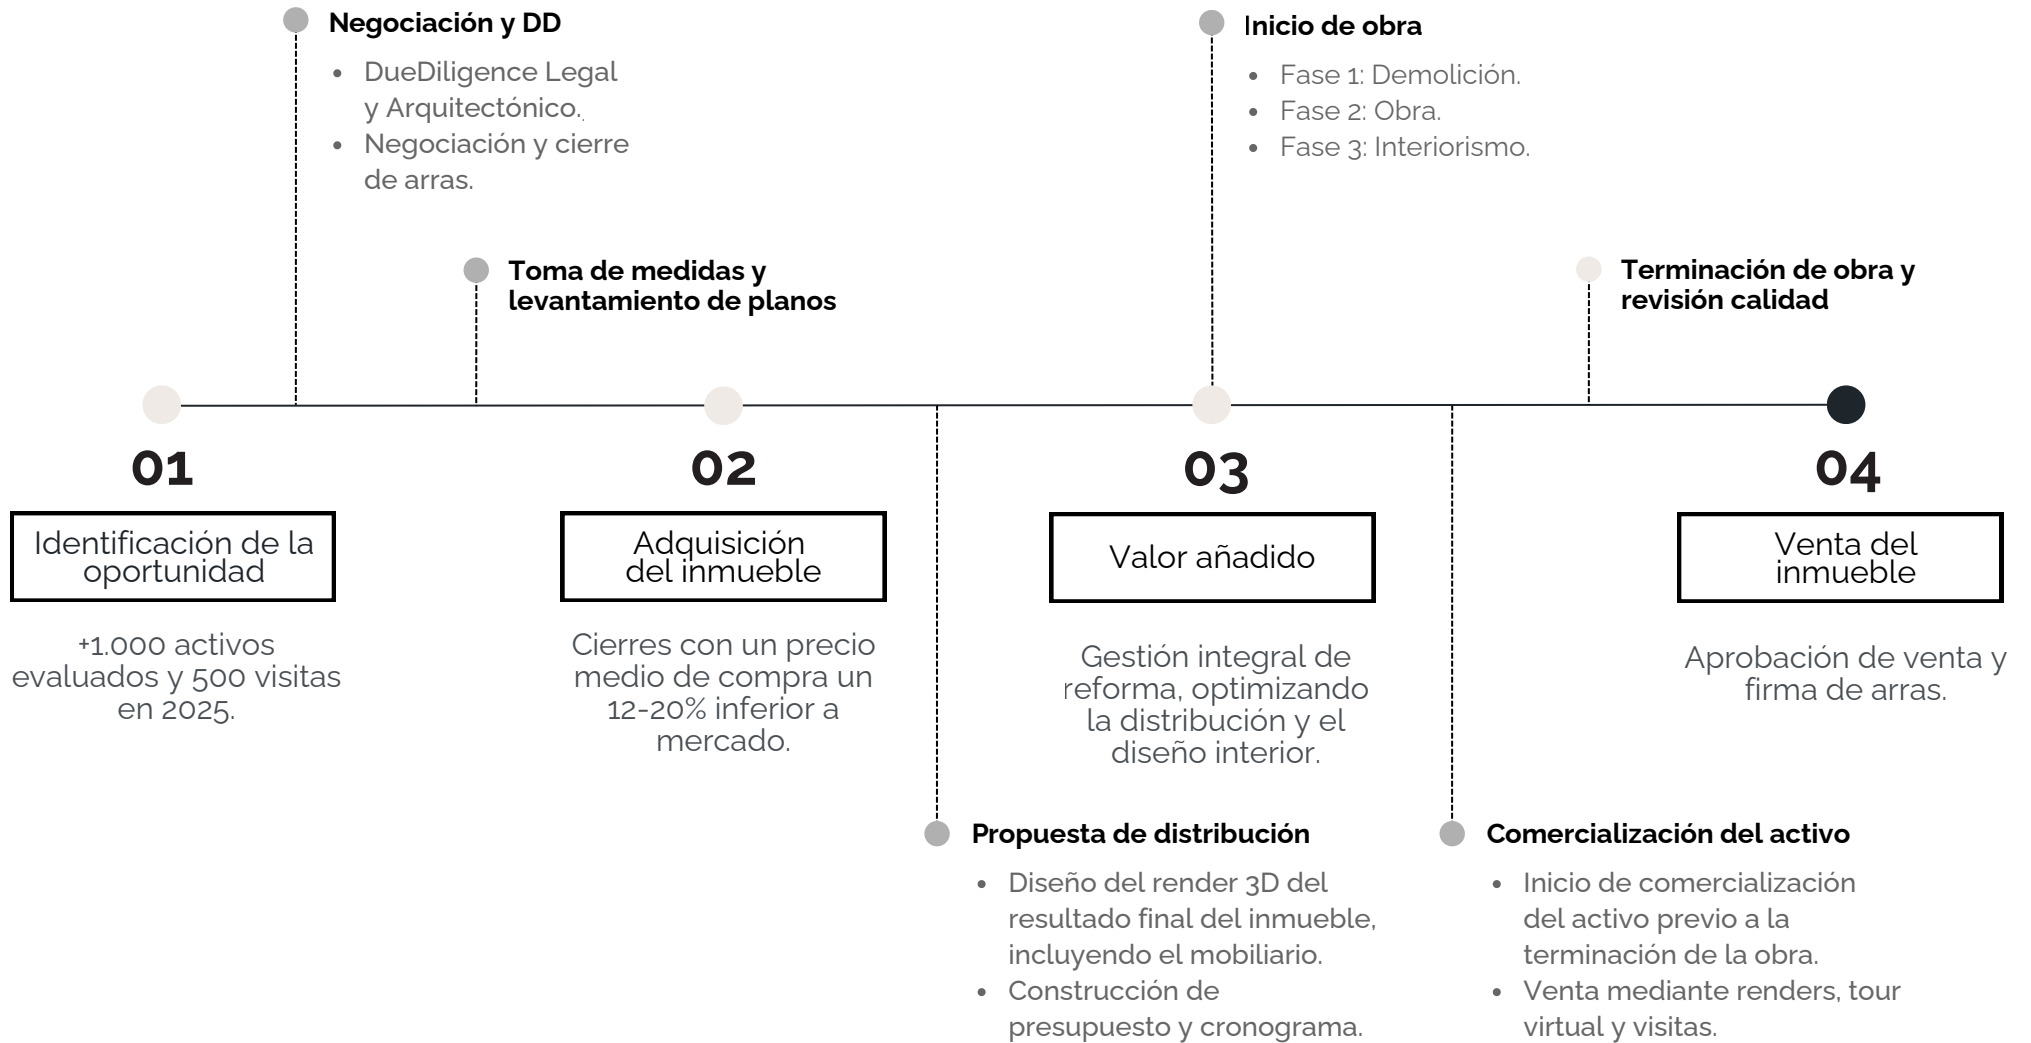 Negociación y DD
• DueDiligence Legal
y Arquitectónico.
• Negociación y cierre
de arras.
Inicio de obra
• Fase 1: Demolición.
• Fase 2: Obra.
• Fase 3: Interiorismo.
Toma de medidas y
levantamiento de planos
Terminación de obra y
revisión calidad
01
Identificación de la
oportunidad
+1.000 activos
evaluados y 500 visitas
en 2025.
02
Adquisición
del inmueble
Cierres con un precio
medio de compra un
12-20% inferior a
mercado.
03
Valor añadido
Gestión integral de
reforma, optimizando
la distribución y el
diseño interior.
04
Venta del
inmueble
Aprobación de venta y
firma de arras.
Propuesta de distribución
• Diseño del render 3D del
resultado final del inmueble,
incluyendo el mobiliario.
• Construcción de
presupuesto y cronograma.
Comercialización del activo
• Inicio de comercialización
del activo previo a la
terminación de la obra.
• Venta mediante renders, tour
virtual y visitas.